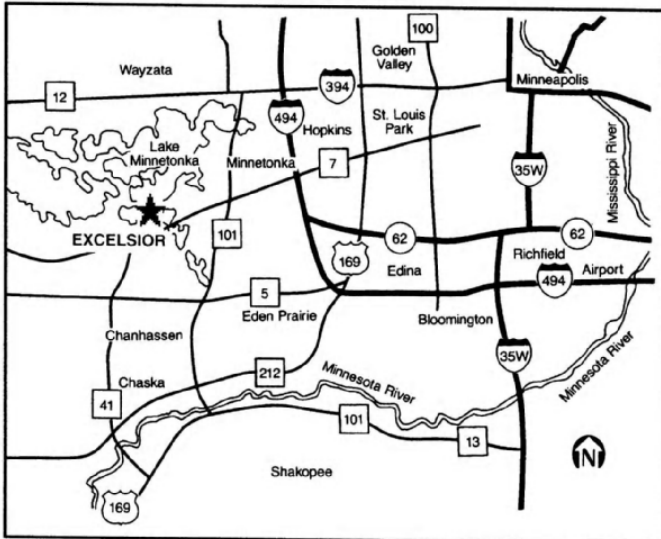 100
Golden
Valley
Wayzata
Minneapolis
394
12
494
St. Louis
Park
Hopkins
Lake
Minnetonka
Minnetonka
7
35W
Mississippi River
EXCELSIOR
101
62
62
169
Richfield
Edina
Airport
494
5
Eden Prairie
Bloomington
Chanhassen
35W
212
Minnesota River
Minnesota River
Chaska
41
101
13
N
Shakopee
169